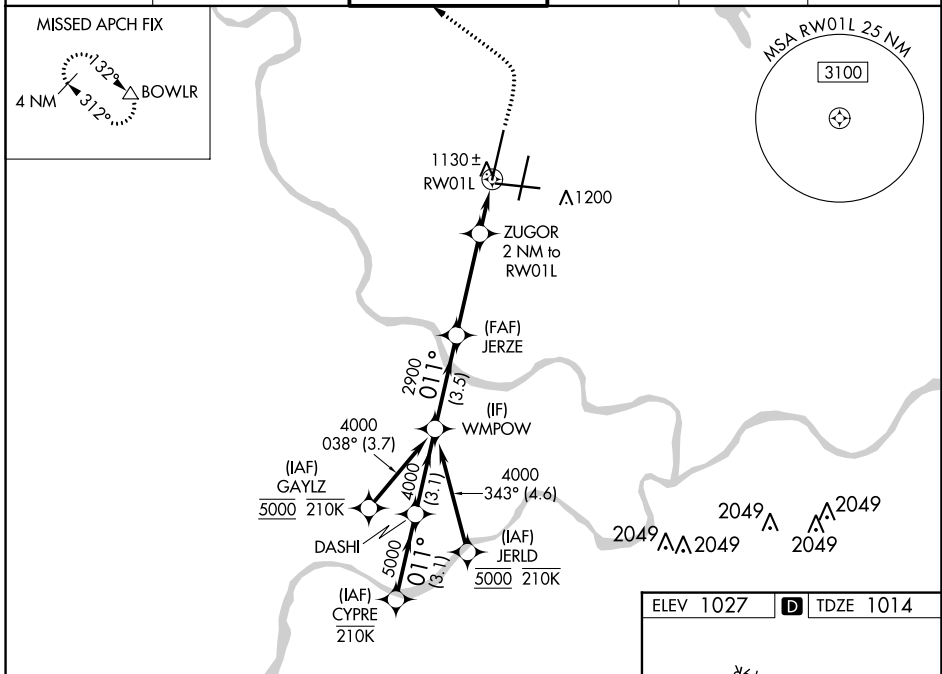 MISSED APCH FIX
132°
4 NM
312°
BOWLR
MSA RW01L 25 NM
3100
1130 ±
RW01L
1200
ZUGOR
2 NM to
RW01L
(FAF)
JERZE
2900
011°
(3.5)
(IF)
WMPOW
4000
038° (3.7)
(IAF)
GAYLZ
5000 210K
4000
(3.1)
4000
343° (4.6)
DASHI
5000
011°
(3.1)
(IAF)
JERLD
5000 210K
(IAF)
CYPRE
210K
2049
2049
2049
2049
2049
ELEV 1027 D TDZE 1014